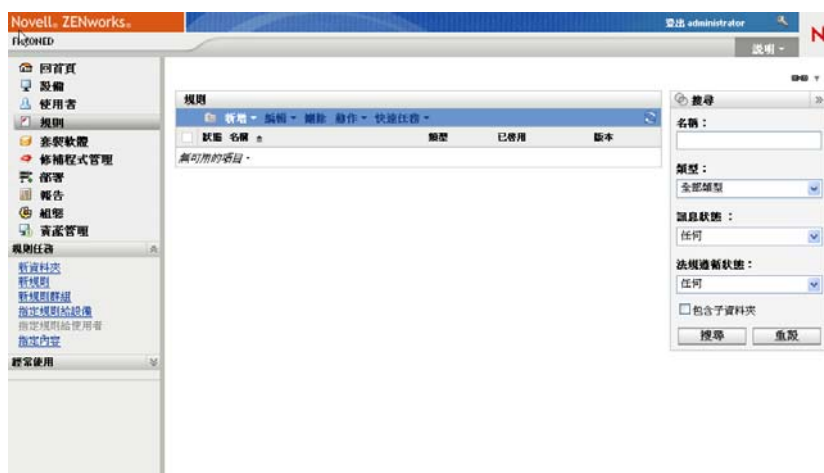 Novell® ZENworks®
登出 administrator
N
說明
回首頁
設備
使用者
規則
套裝軟體
修補程式管理
部署
報告
組態
資產管理
規則任務
新資料夾
新規則
新規則群組
指定規則給設備
指定規則給使用者
指定內容
經常使用
規則
新增 編輯 刪除 動作 快速任務
狀態 名稱 類型 已啟用 版本
無可用的項目。
搜尋
名稱：
類型：
全部類型
訊息狀態：
任何
法規遵循狀態：
任何
包含子資料夾
搜尋 重設